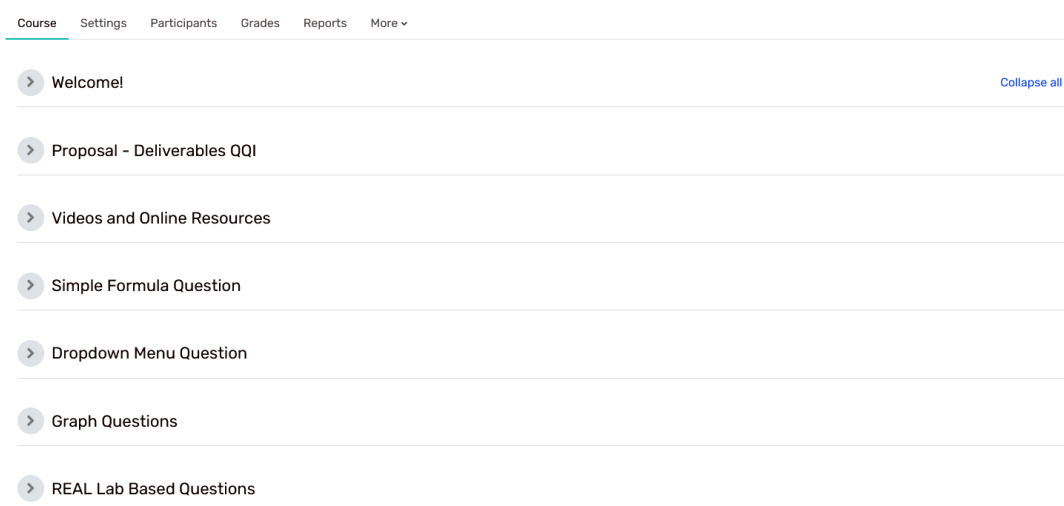 Course Settings Participants Grades Reports More
Welcome! Collapse all
Proposal - Deliverables QQI
Videos and Online Resources
Simple Formula Question
Dropdown Menu Question
Graph Questions
REAL Lab Based Questions